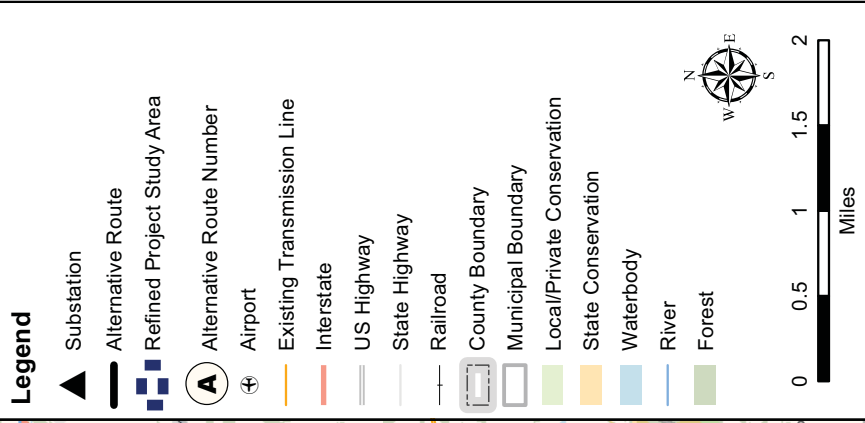 Legend
Substation
Alternative Route
Refined Project Study Area
A
Alternative Route Number
Airport
Existing Transmission Line
Interstate
US Highway
State Highway
Railroad
County Boundary
Municipal Boundary
Local/Private Conservation
State Conservation
Waterbody
River
Forest
N
W
E
S
0 0.5 1 1.5 2
Miles